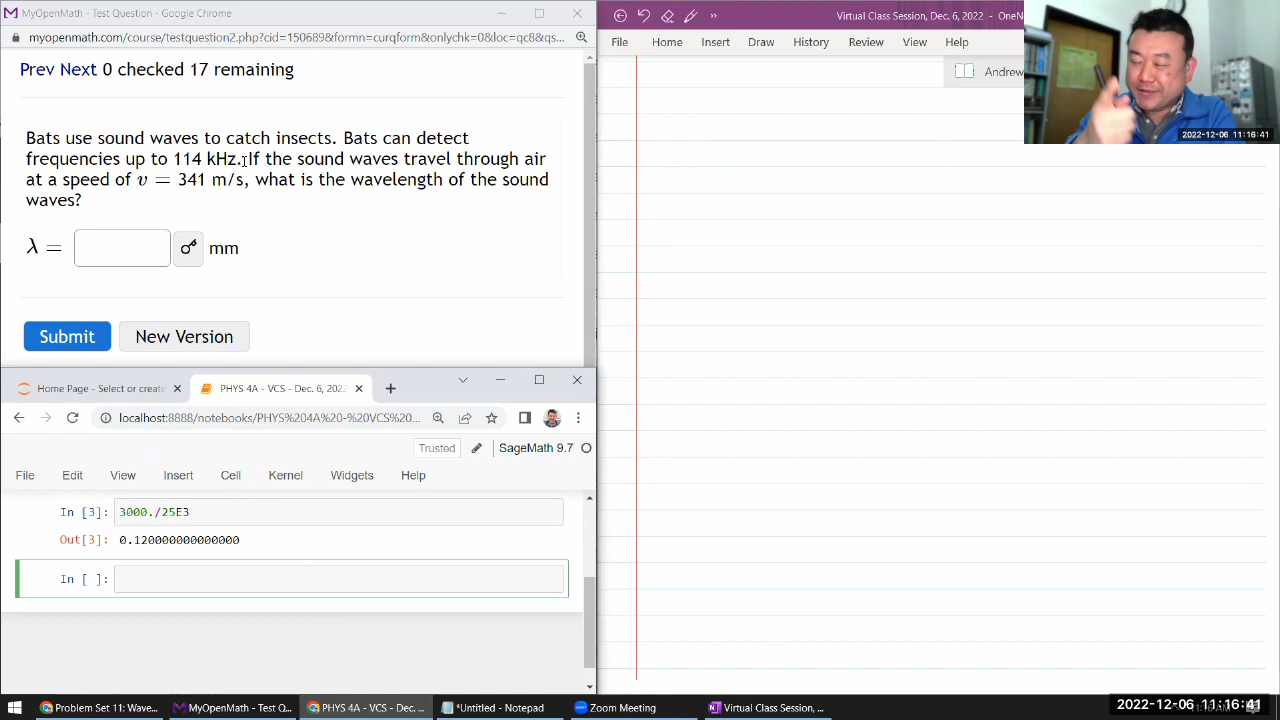 MyOpenMath - Test Question - Google Chrome
myopenmath.com/course/testquestion2.php?cid=150689&formn=curqform&onlychk=0&loc=qc8&qs...
Prev Next 0 checked 17 remaining
Bats use sound waves to catch insects. Bats can detect
frequencies up to 114 kHz. If the sound waves travel through air
at a speed of v = 341 m/s, what is the wavelength of the sound
waves?
λ = mm
Submit New Version
Home Page - Select or create
PHYS 4A - VCS - Dec. 6, 202
localhost:8888/notebooks/PHYS%204A%20-%20VCS%20...
Trusted SageMath 9.7
File Edit View Insert Cell Kernel Widgets Help
In [3]: 3000./25E3
Out[3]: 0.120000000000000
In [ ]:
Virtual Class Session, Dec. 6, 2022 - OneN
File Home Insert Draw History Review View Help
Andrew
2022-12-06 11:16:41
Problem Set 11: Wave...
MyOpenMath - Test Q...
PHYS 4A - VCS - Dec. ...
*Untitled - Notepad
Zoom Meeting
Virtual Class Session, ...
2022-12-06 11:16:41